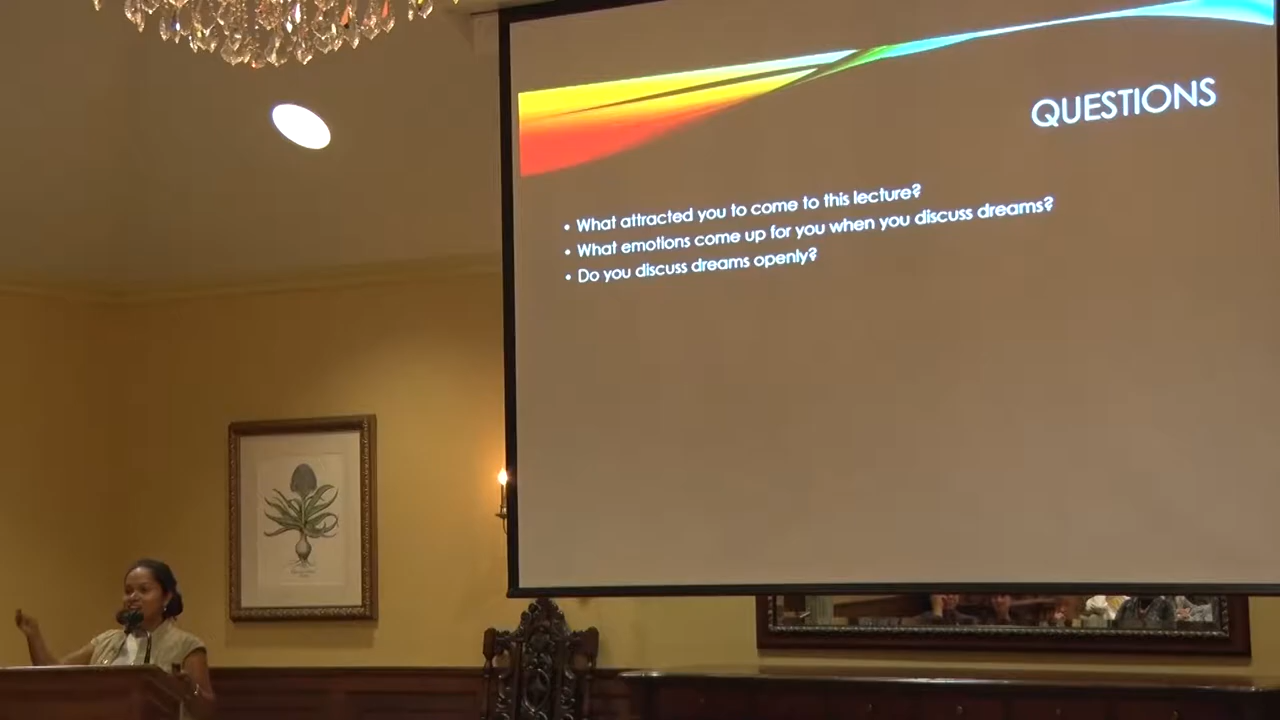 QUESTIONS
• What attracted you to come to this lecture?
• What emotions come up for you when you discuss dreams?
• Do you discuss dreams openly?